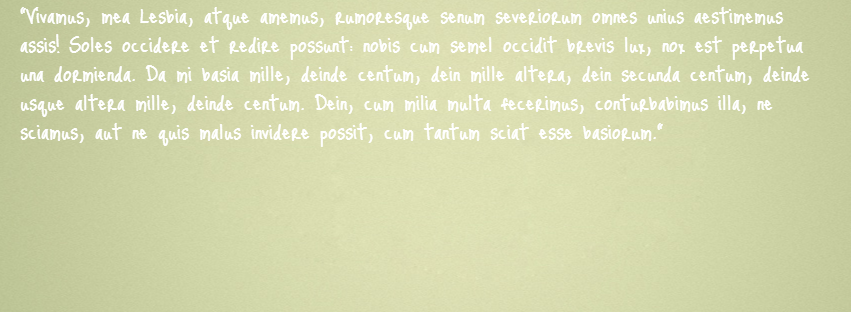 "Vivamus, mea Lesbia, atque amemus, rumoresque senum severiorum omnes unius aestimemus
assis! Soles occidere et redire possunt: nobis cum semel occidit brevis lux, nox est perpetua
una dormienda. Da mi basia mille, deinde centum, dein mille altera, dein secunda centum, deinde
usque altera mille, deinde centum. Dein, cum milia multa fecerimus, conturbabimus illa, ne
sciamus, aut ne quis malus invidere possit, cum tantum sciat esse basiorum."